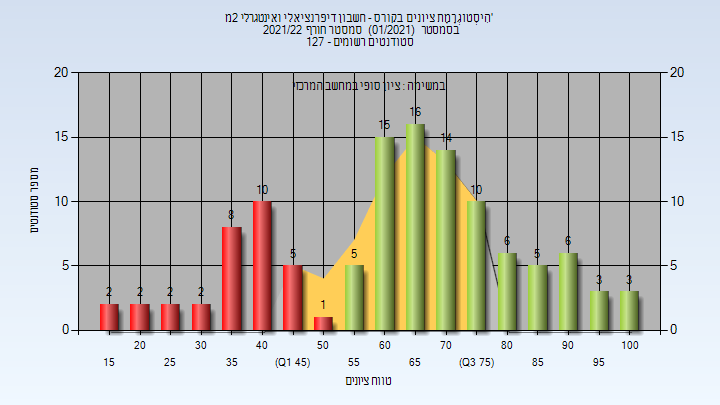 היסטוגרמת ציונים בקורס - חשבון דיפרנציאלי ואינטגרלי 2מ'
בסמסטר (01/2021) סמסטר חורף 2021/22
סטודנטים רשומים - 127
במשימה : ציון סופי במחשב המרכזי
מספר סטודנטים
20
15
10
5
0
20
15
10
5
0
2 2 2 2 8 10 5 1 5 15 16 14 10 6 5 6 3 3
20 30 40 50 60 70 80 90 100
15 25 35 (Q1 45) 55 65 (Q3 75) 85 95
טווח ציונים